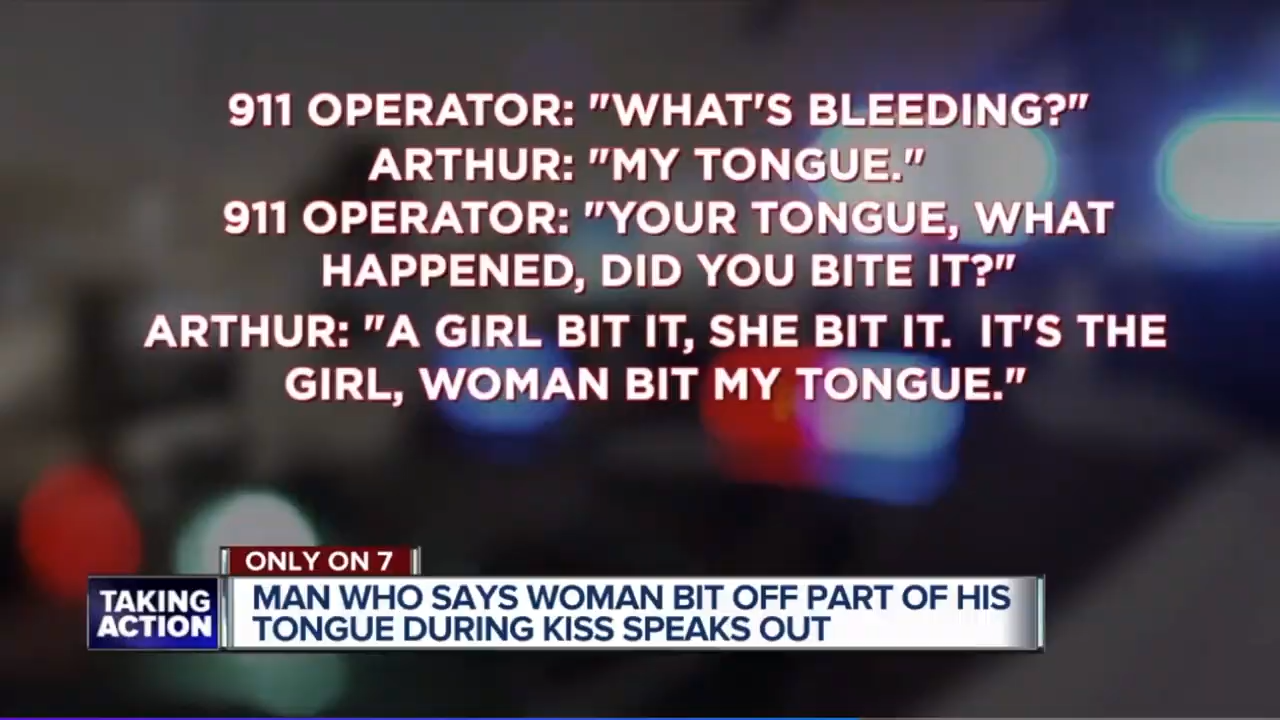 911 OPERATOR: "WHAT'S BLEEDING?"
ARTHUR: "MY TONGUE."
911 OPERATOR: "YOUR TONGUE, WHAT
HAPPENED, DID YOU BITE IT?"
ARTHUR: "A GIRL BIT IT, SHE BIT IT.  IT'S THE
GIRL, WOMAN BIT MY TONGUE."
ONLY ON 7
TAKING
ACTION
MAN WHO SAYS WOMAN BIT OFF PART OF HIS
TONGUE DURING KISS SPEAKS OUT